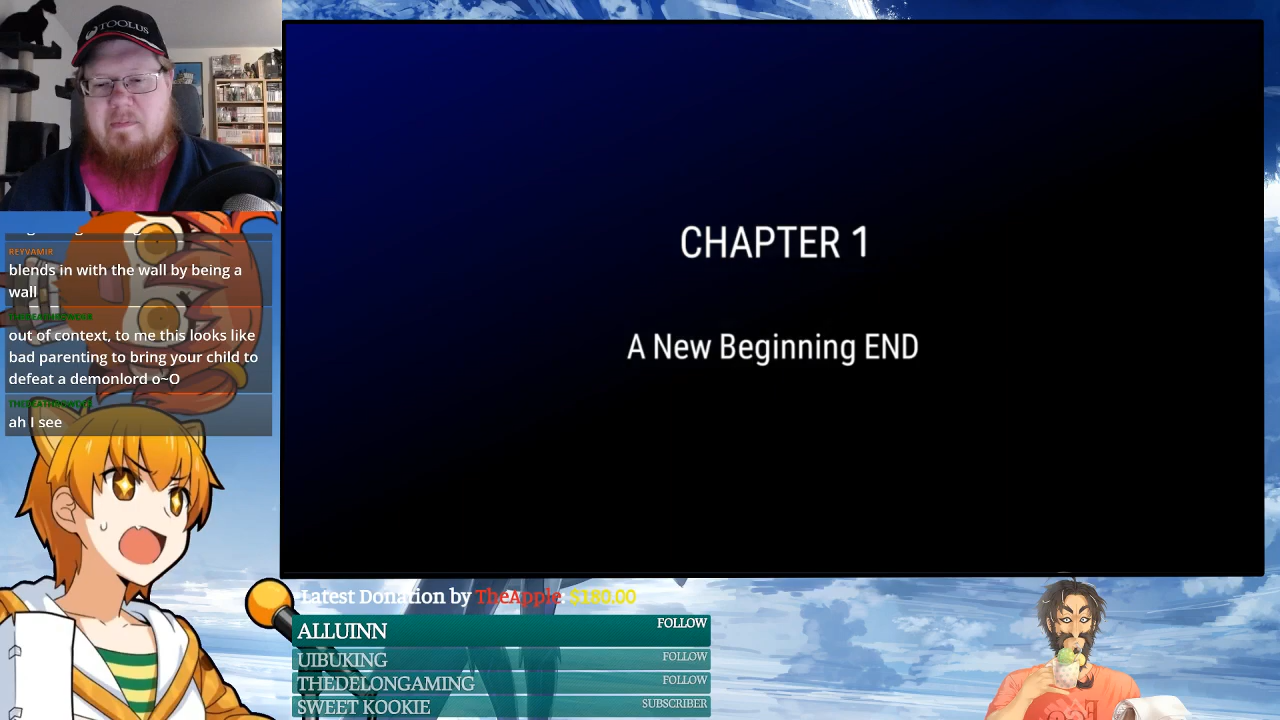 TOOLUS
CHAPTER 1
A New Beginning END
REYVAMIR
blends in with the wall by being a
wall
out of context, to me this looks like
bad parenting to bring your child to
defeat a demonlord o~O
ah I see
Latest Donation by TheApple: $180.00
ALLUINN FOLLOW
UIBUKING FOLLOW
THEDELONGAMING FOLLOW
SWEET KOOKIE SUBSCRIBER